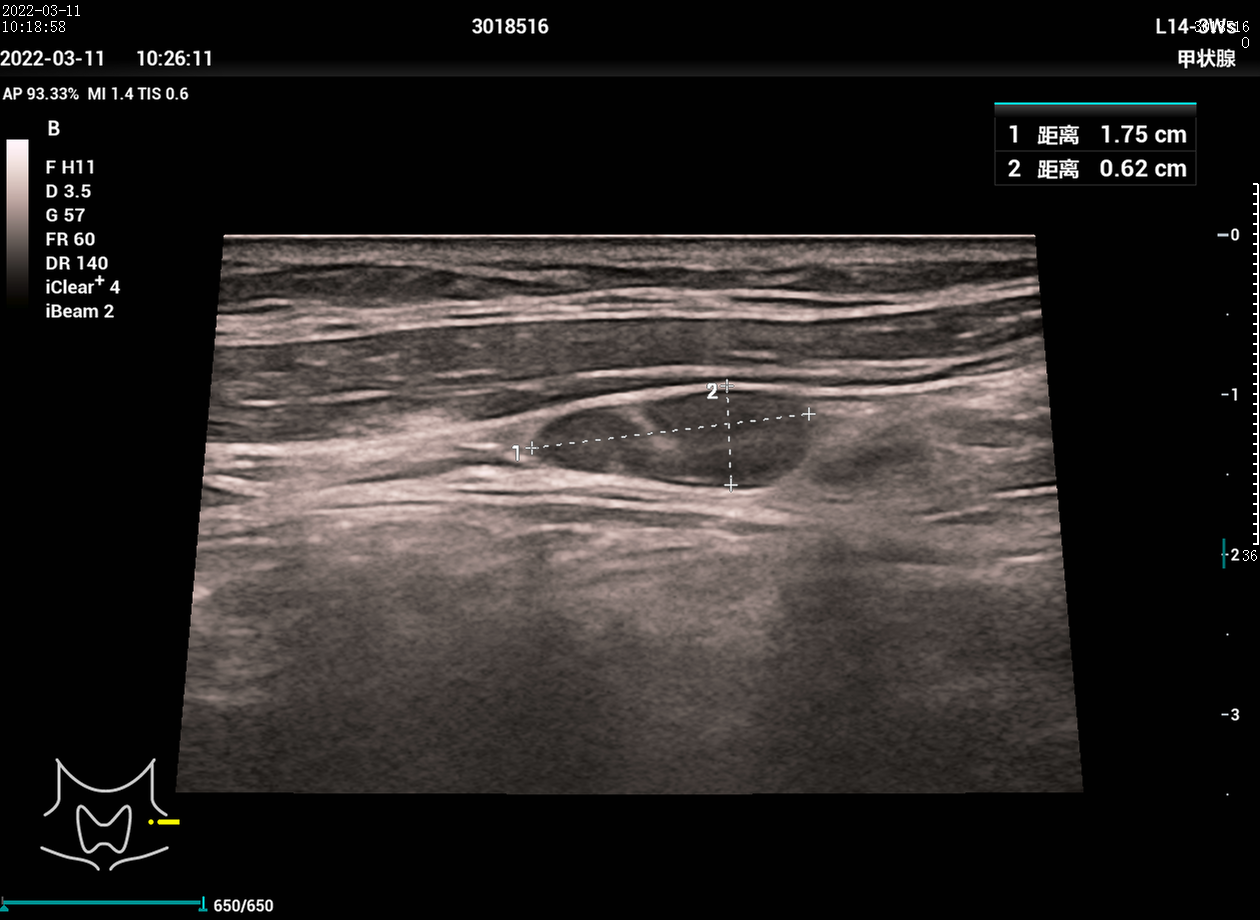 2022-03-11
10:18:58
3018516
L14-3Ws
0
2022-03-11 10:26:11
甲状腺
AP 93.33% MI 1.4 TIS 0.6
B
F H11
D 3.5
G 57
FR 60
DR 140
iClear+ 4
iBeam 2
1 距离 1.75 cm
2 距离 0.62 cm
0
1
2
1
2
36
3
650/650